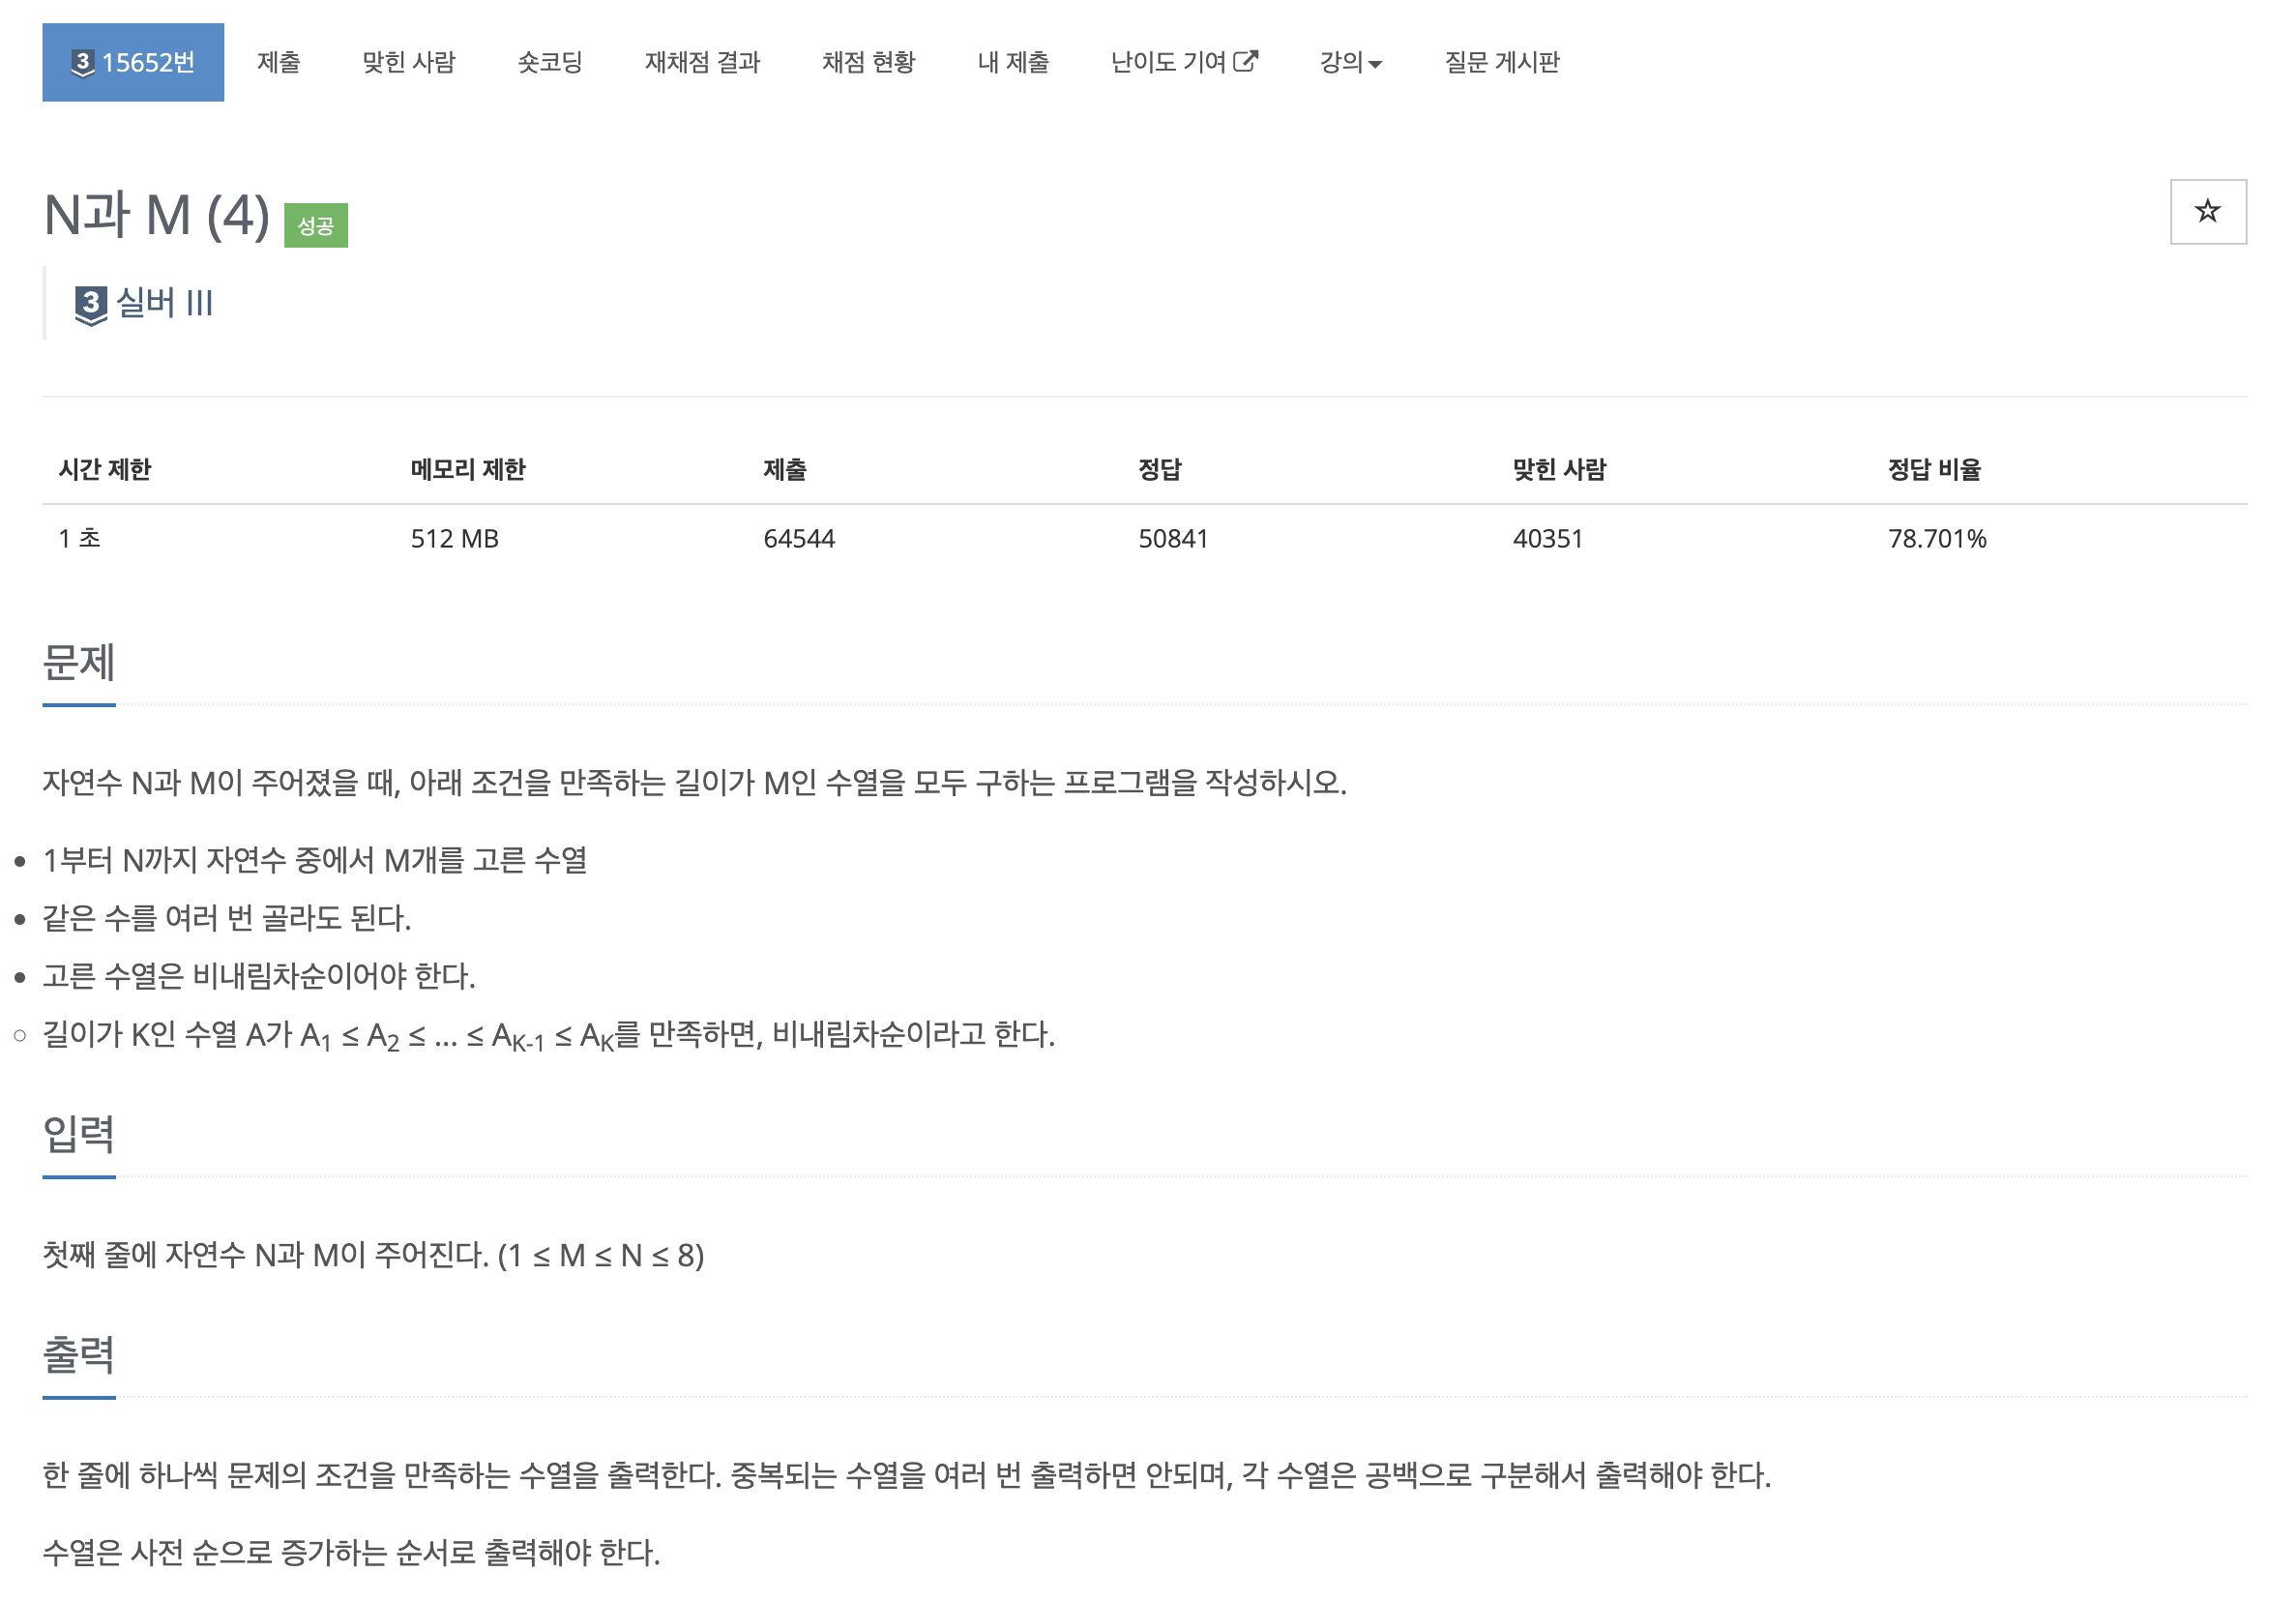 3 15652번 제출 맞힌 사람 숏코딩 재채점 결과 채점 현황 내 제출 난이도 기여 강의 질문 게시판
N과 M (4) 성공
3 실버 III
시간 제한 메모리 제한 제출 정답 맞힌 사람 정답 비율
1 초 512 MB 64544 50841 40351 78.701%
문제
자연수 N과 M이 주어졌을 때, 아래 조건을 만족하는 길이가 M인 수열을 모두 구하는 프로그램을 작성하시오.
• 1부터 N까지 자연수 중에서 M개를 고른 수열
• 같은 수를 여러 번 골라도 된다.
• 고른 수열은 비내림차순이어야 한다.
○ 길이가 K인 수열 A가 A₁ ≤ A₂ ≤ ... ≤ A_K-1 ≤ A_K를 만족하면, 비내림차순이라고 한다.
입력
첫째 줄에 자연수 N과 M이 주어진다. (1 ≤ M ≤ N ≤ 8)
출력
한 줄에 하나씩 문제의 조건을 만족하는 수열을 출력한다. 중복되는 수열을 여러 번 출력하면 안되며, 각 수열은 공백으로 구분해서 출력해야 한다.
수열은 사전 순으로 증가하는 순서로 출력해야 한다.